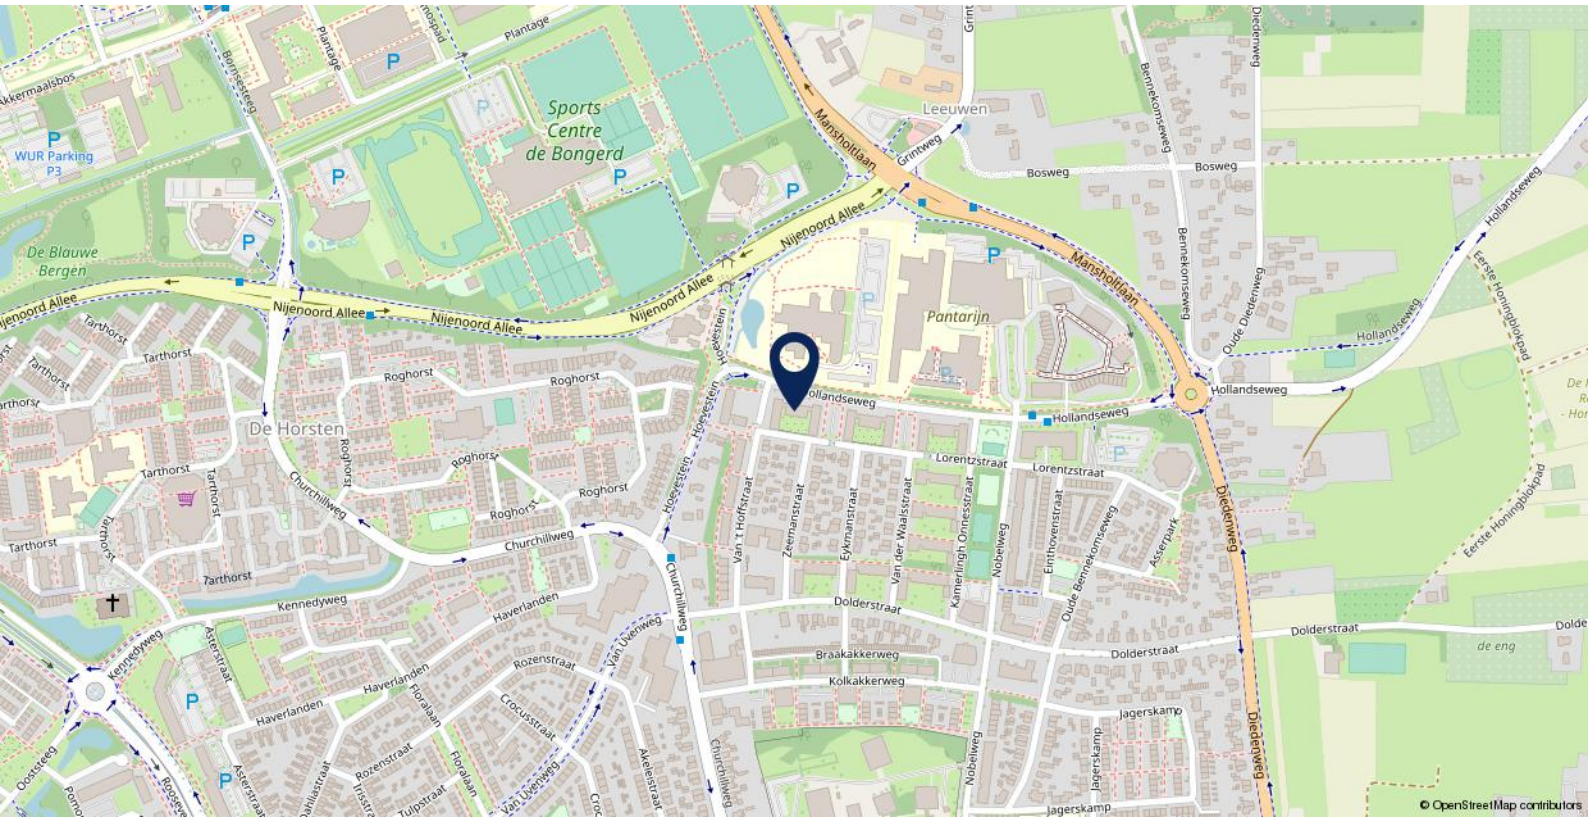 Plantage
Plantage
Bornsesteeg
Akkermaalsbos
P
P
WUR Parking
P3
P
P
P
P
P
Sports
Centre
de Bongerd
De Blauwe
Bergen
Leeuwen
Grintweg
Mansholtlaan
Bennekomseweg
Diedenweg
Bosweg
Bosweg
Hollandseweg
Nijenoord Allee
Nijenoord Allee
Nijenoord Allee
Nijenoord Allee
Bennekomseweg
Oude Diedenweg
Eerste Honingblokpad
P
P
Mansholtlaan
Pantarijn
P
Hoevestein
Tarthorst
Tarthorst
Tarthorst
Roghorst
Roghorst
Hollandseweg
Hollandseweg
Hollandseweg
De Horsten
Hoevestein
Hoevestein
Roghorst
Roghorst
Roghorst
Tarthorst
Tarthorst
Churchillweg
Lorentzstraat
Lorentzstraat
P
Van 't Hoffstraat
Zeemanstraat
Eykmanstraat
Van der Waalsstraat
Kamerlingh Onnesstraat
Nobelweg
Einthovenstraat
Oude Bennekomseweg
Asserpark
Diedenweg
Eerste Honingblokpad
Tarthorst
Tarthorst
Tarthorst
Churchillweg
Churchillweg
Kennedyweg
Kennedyweg
Haverlanden
Dolderstraat
Dolderstraat
Dolderstraat
de eng
Van Uvenweg
Braakakkerweg
Kolkakkerweg
Asterstraat
Haverlanden
Haverlanden
Rozenstraat
Crocusstraat
Floralaan
Floralaan
P
P
Jagerskamp
Jagerskamp
Jagerskamp
Diedenweg
Nobelweg
Churchillweg
Akeleistraat
Van Uvenweg
Rozenstraat
Irisstraat
Tulpstraat
Dahliastraat
Asterstraat
Ooststeeg
© OpenStreetMap contributors